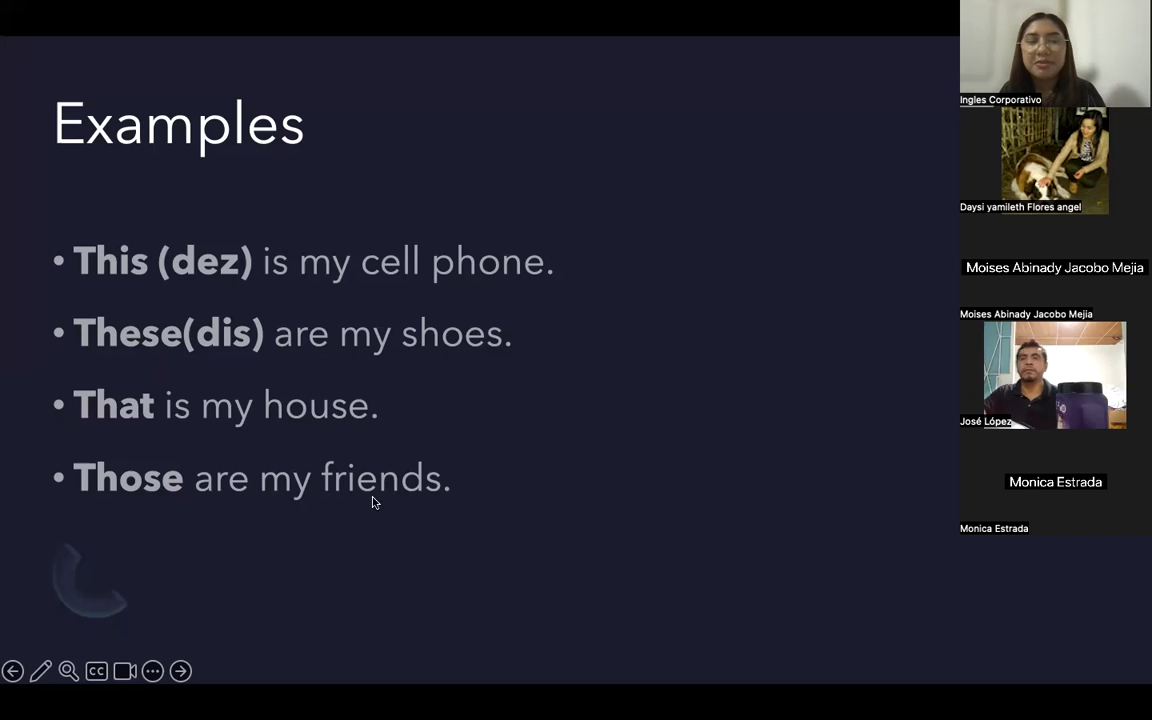 Examples
• This (dez) is my cell phone.
• These(dis) are my shoes.
• That is my house.
• Those are my friends.
CC
Ingles Corporativo
Daysi yamileth Flores angel
Moises Abinady Jacobo Mejia
Moises Abinady Jacobo Mejia
José López
Monica Estrada
Monica Estrada